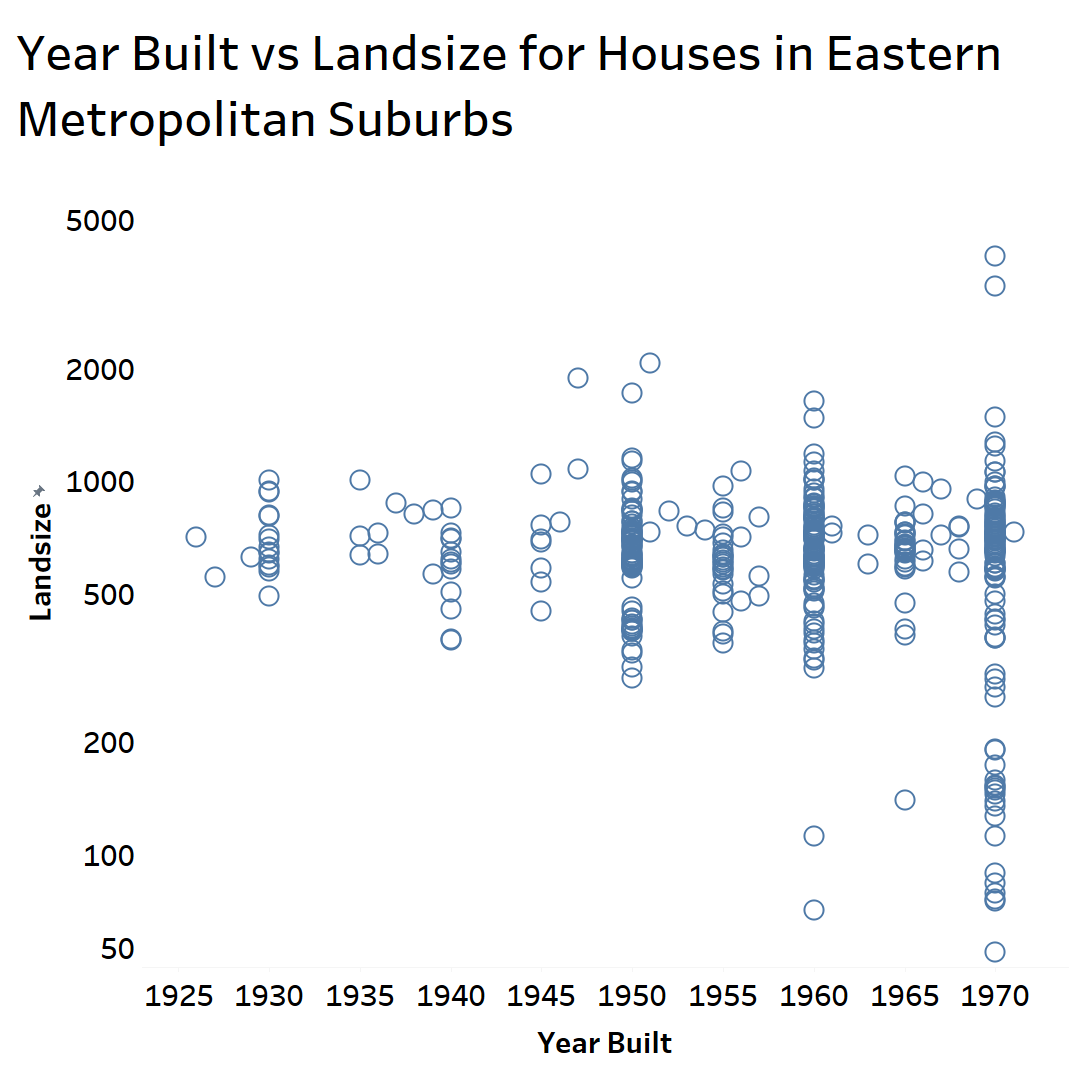 Year Built vs Landsize for Houses in Eastern
Metropolitan Suburbs
5000
2000
1000
500
200
100
50
Landsize
1925 1930 1935 1940 1945 1950 1955 1960 1965 1970
Year Built